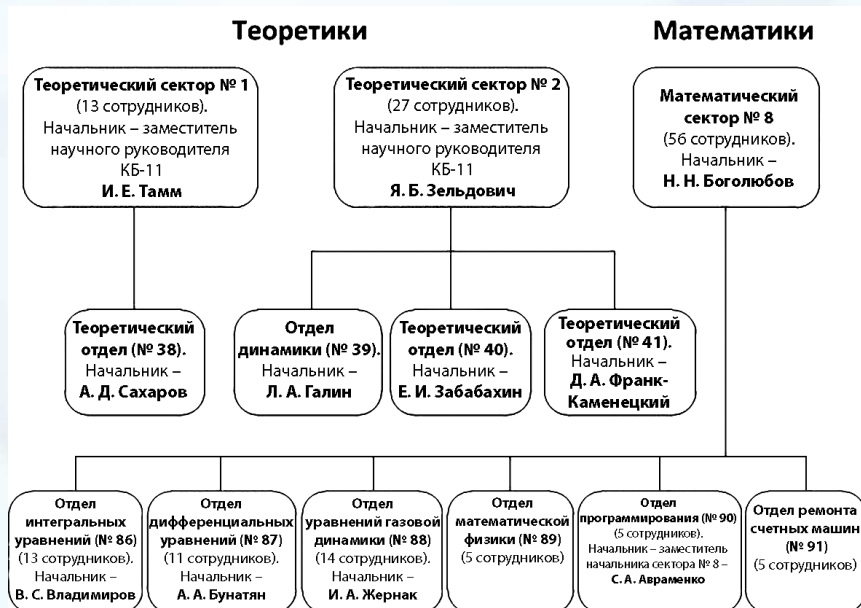 Теоретики
Математики
Теоретический сектор № 1
(13 сотрудников).
Начальник – заместитель
научного руководителя
КБ-11
И. Е. Тамм
Теоретический сектор № 2
(27 сотрудников).
Начальник – заместитель
научного руководителя
КБ-11
Я. Б. Зельдович
Математический
сектор № 8
(56 сотрудников).
Начальник –
Н. Н. Боголюбов
Теоретический
отдел (№ 38).
Начальник –
А. Д. Сахаров
Отдел
динамики (№ 39).
Начальник –
Л. А. Галин
Теоретический
отдел (№ 40).
Начальник –
Е. И. Забабахин
Теоретический
отдел (№ 41).
Начальник –
Д. А. Франк-
Каменецкий
Отдел
интегральных
уравнений (№ 86)
(13 сотрудников).
Начальник –
В. С. Владимиров
Отдел
дифференциальных
уравнений (№ 87)
(11 сотрудников).
Начальник –
А. А. Бунатян
Отдел
уравнений газовой
динамики (№ 88)
(14 сотрудников).
Начальник –
И. А. Жернак
Отдел
математической
физики (№ 89)
(5 сотрудников)
Отдел
программирования (№ 90)
(5 сотрудников).
Начальник – заместитель
начальника сектора № 8 –
С. А. Авраменко
Отдел ремонта
счетных машин
(№ 91)
(5 сотрудников)